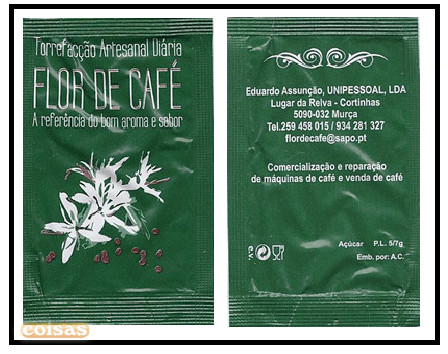 Torrefacção Artesanal Diária
FLOR DE CAFÉ
A referência do bom aroma e sabor
coisas
Eduardo Assunção, UNIPESSOAL, LDA
Lugar da Relva - Cortinhas
5090-032 Murça
Tel.259 458 015 / 934 281 327
flordecafe@sapo.pt
Comercialização e reparação
de máquinas de café e venda de café
Açúcar P.L. 5/7g
Emb. por: A.C.